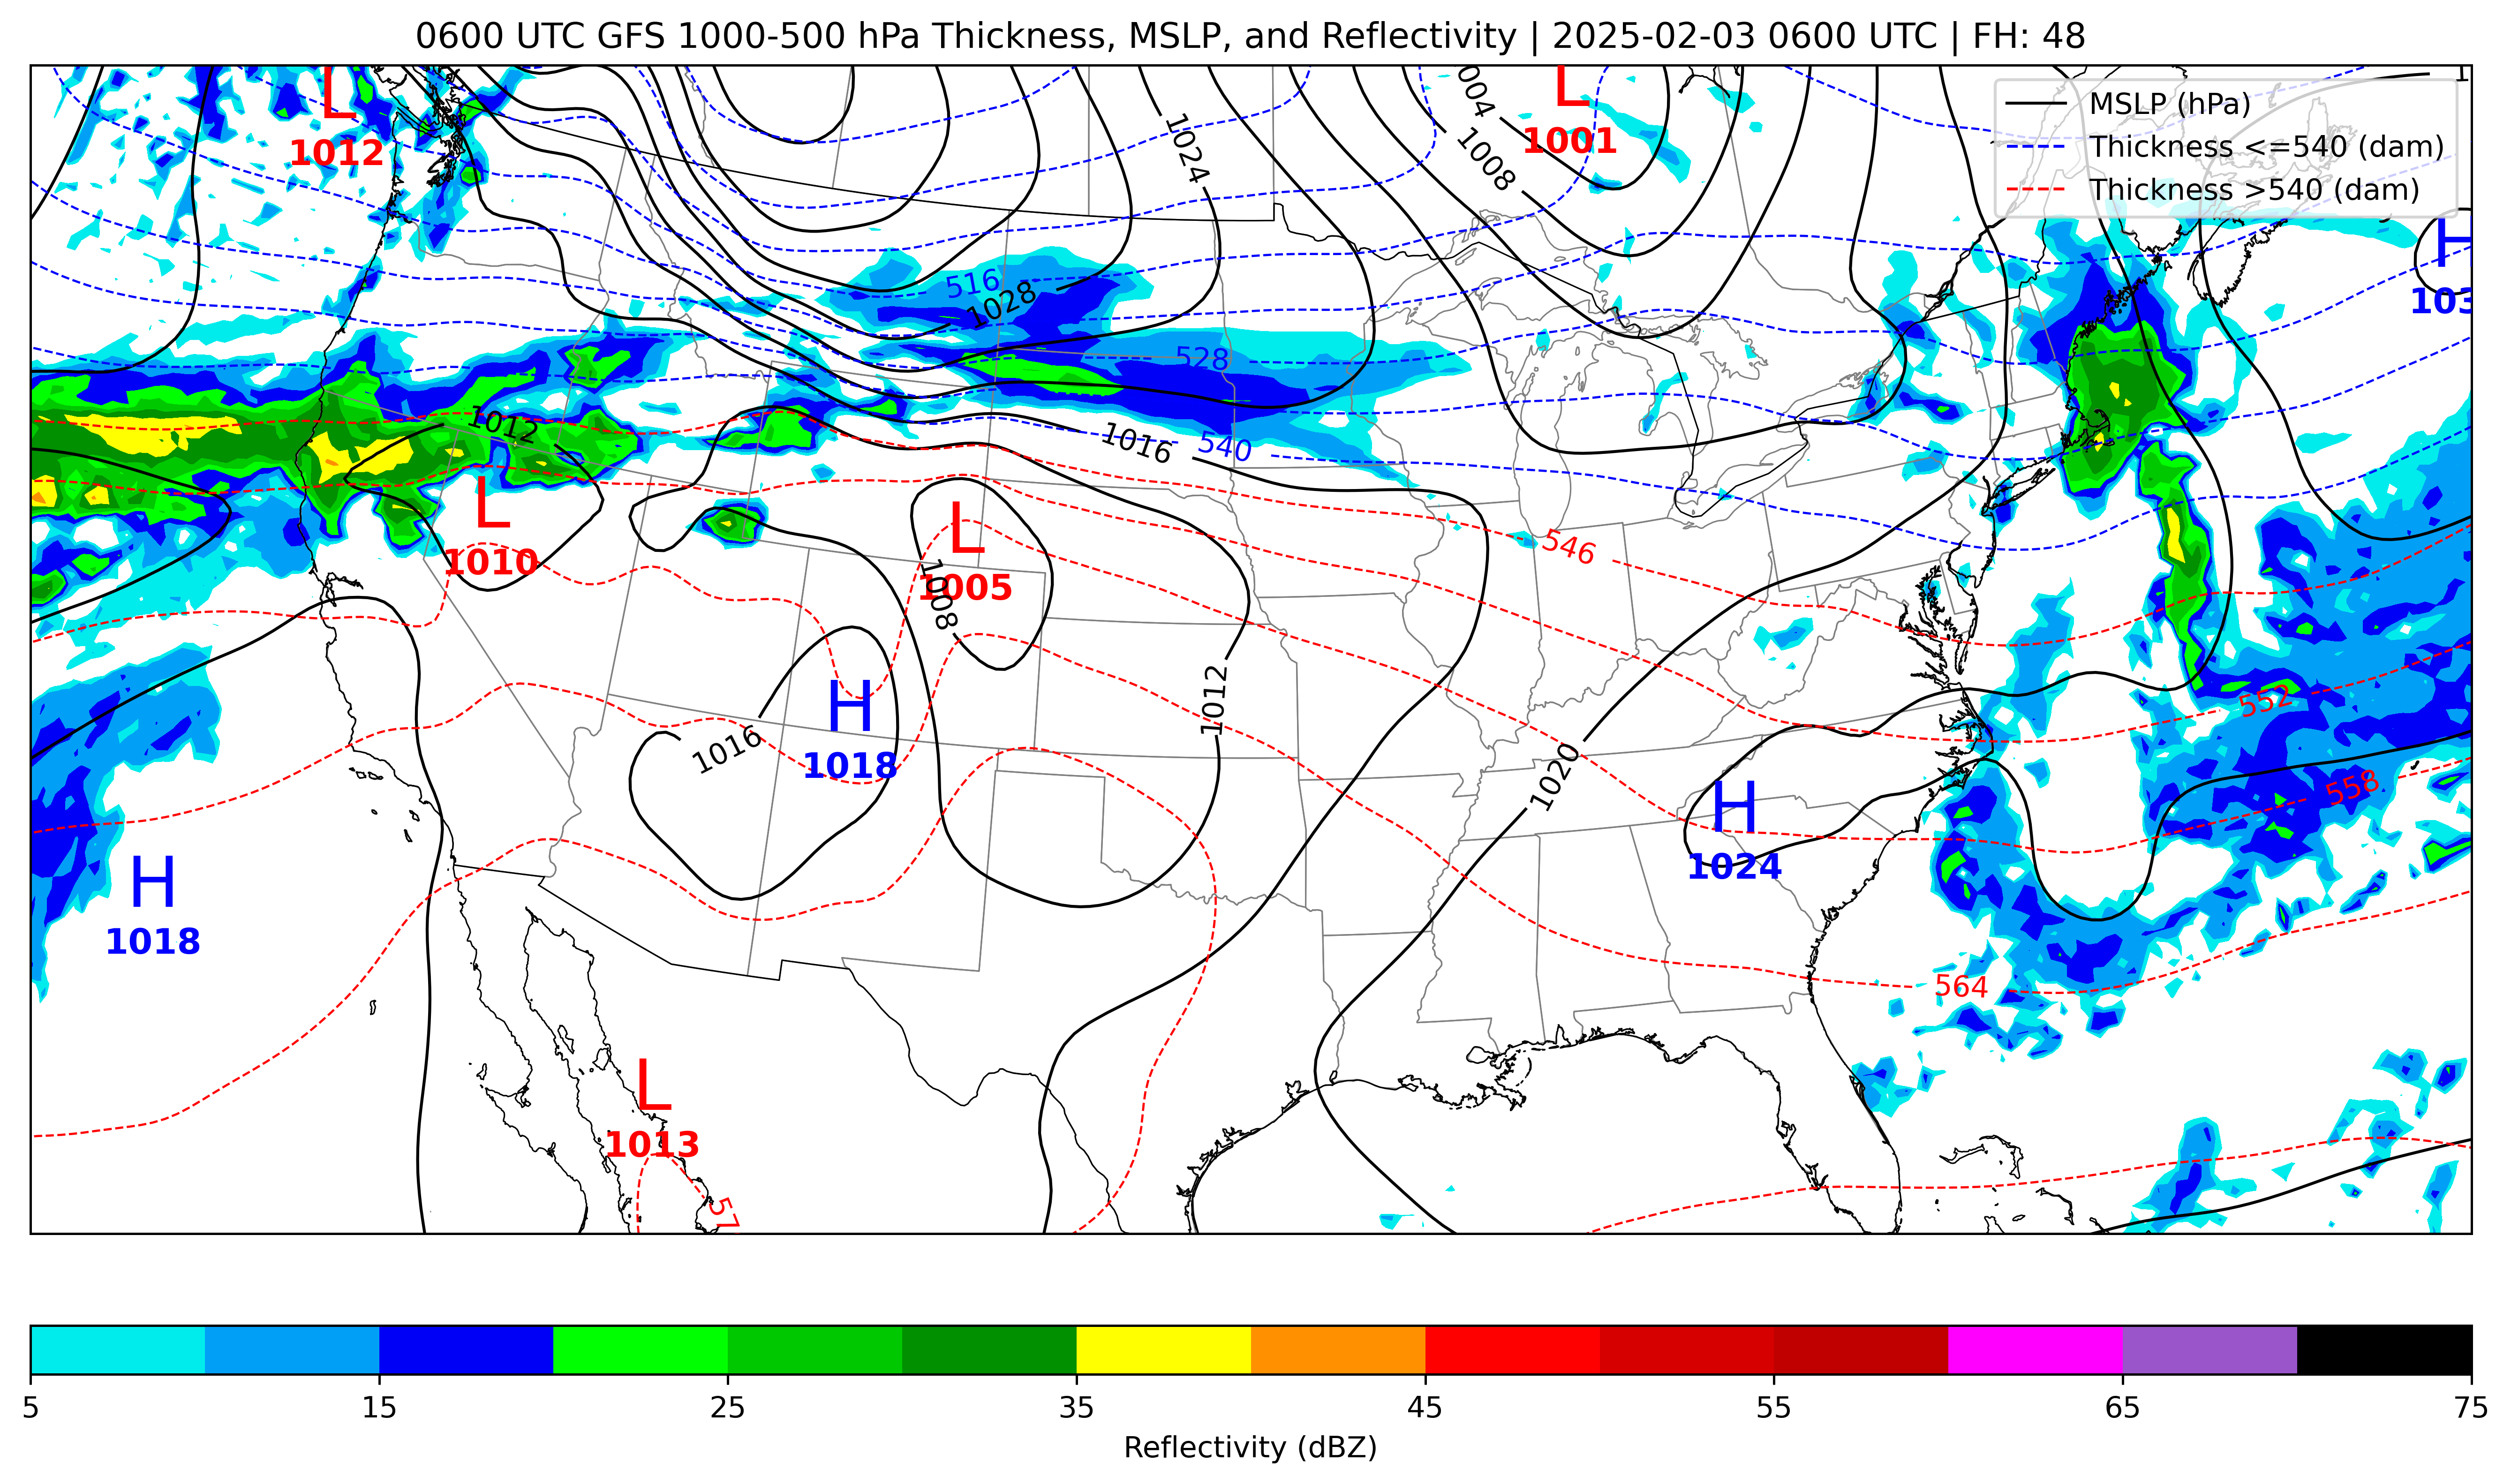 0600 UTC GFS 1000-500 hPa Thickness, MSLP, and Reflectivity | 2025-02-03 0600 UTC | FH: 48
MSLP (hPa)
Thickness <=540 (dam)
Thickness >540 (dam)
L
1012
L
1001
004
1008
1024
H
103
516
1028
528
1012
1016
540
L
1010
L
1005
1008
546
H
1018
1016
1012
1020
552
558
H
1024
H
1018
564
L
1013
57
5
15
25
35
45
55
65
75
Reflectivity (dBZ)